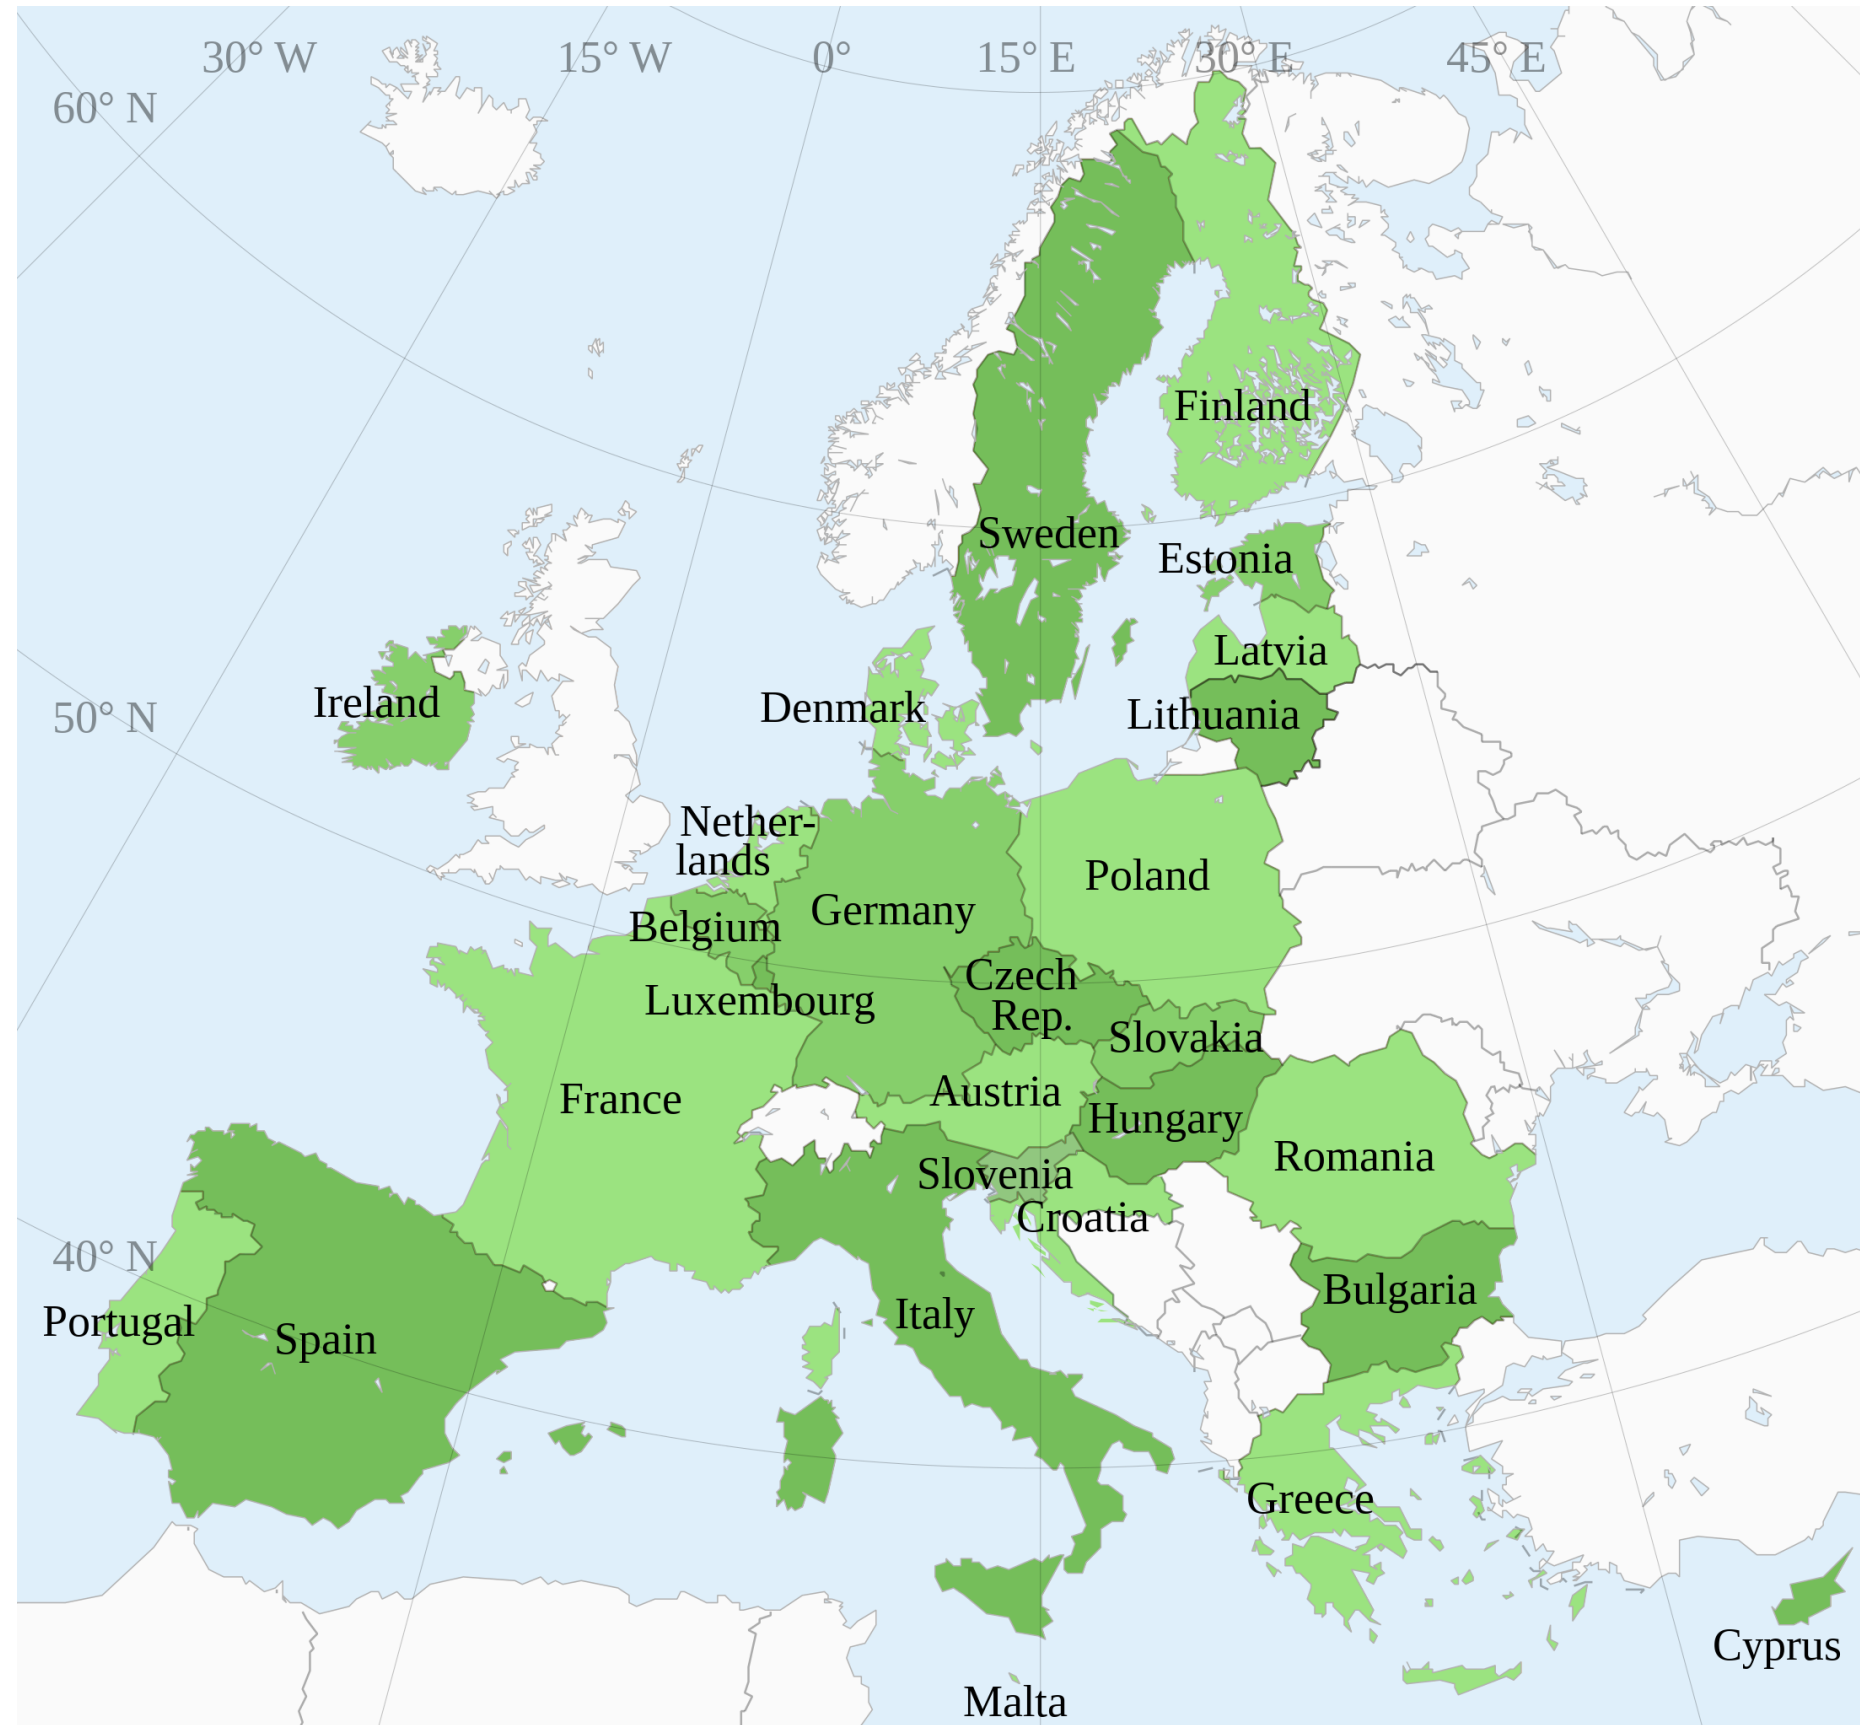 30° W
15° W
0°
15° E
30° E
45° E
60° N
Finland
Sweden
Estonia
Latvia
Ireland
Denmark
Lithuania
50° N
Nether-
lands
Poland
Germany
Belgium
Czech
Rep.
Luxembourg
Slovakia
Austria
France
Hungary
Romania
Slovenia
Croatia
40° N
Bulgaria
Italy
Portugal
Spain
Greece
Cyprus
Malta